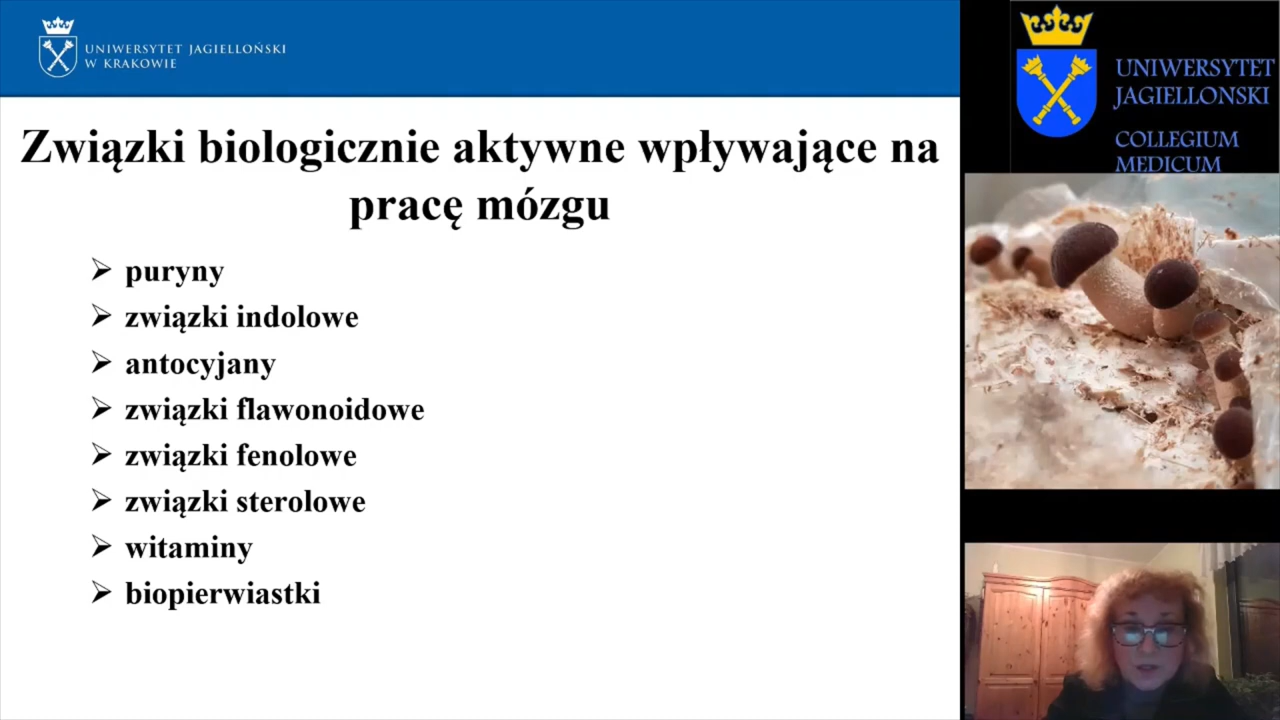 UNIWERSYTET JAGIELLOŃSKI
W KRAKOWIE
Związki biologicznie aktywne wpływające na
pracę mózgu
puryny
związki indolowe
antocyjany
związki flawonoidowe
związki fenolowe
związki sterolowe
witaminy
biopierwiastki
UNIWERSYTET
JAGIELLONSKI
COLLEGIUM
MEDICUM